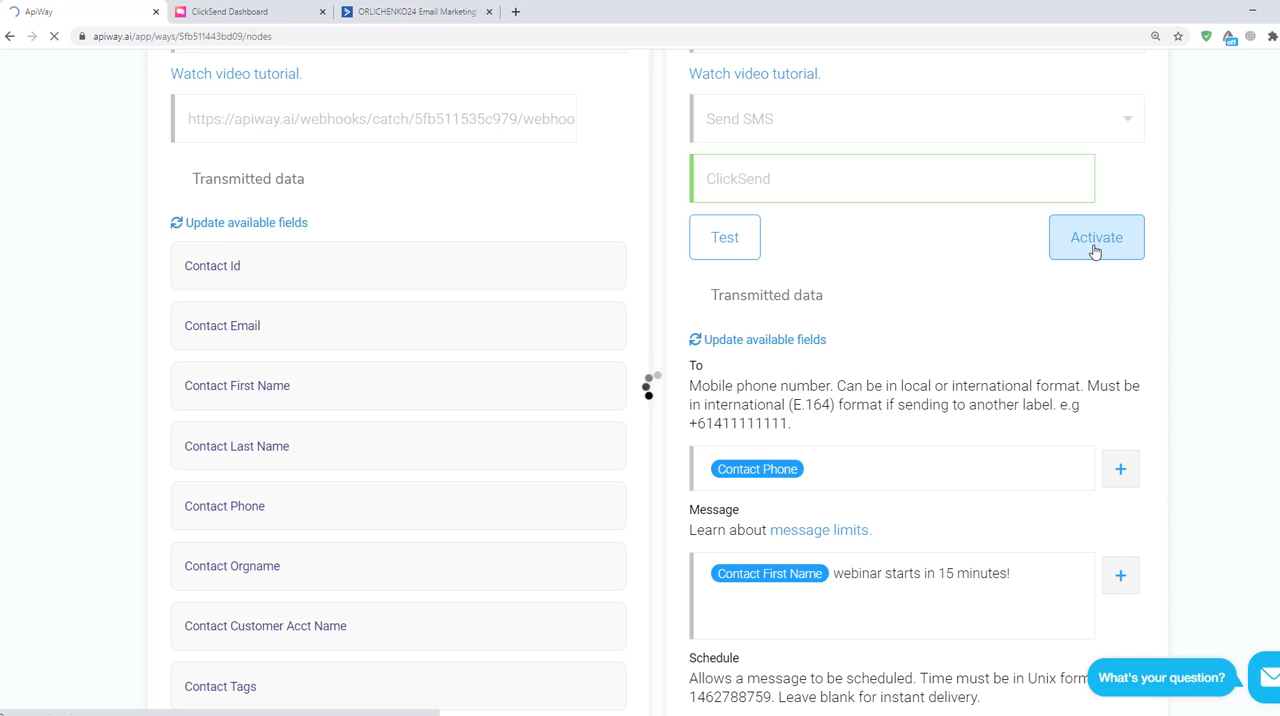 ApiWay
ClickSend Dashboard
ORLICHENKO24 Email Marketing
apiway.ai/app/ways/5fb511443bd09/nodes
off
Watch video tutorial.
https://apiway.ai/webhooks/catch/5fb511535c979/webhoo
Transmitted data
Update available fields
Contact Id
Contact Email
Contact First Name
Contact Last Name
Contact Phone
Contact Orgname
Contact Customer Acct Name
Contact Tags
Watch video tutorial.
Send SMS
ClickSend
Test
Activate
Transmitted data
Update available fields
To
Mobile phone number. Can be in local or international format. Must be
in international (E.164) format if sending to another label. e.g
+61411111111.
Contact Phone
Message
Learn about message limits.
Contact First Name webinar starts in 15 minutes!
Schedule
Allows a message to be scheduled. Time must be in Unix form
1462788759. Leave blank for instant delivery.
What's your question?